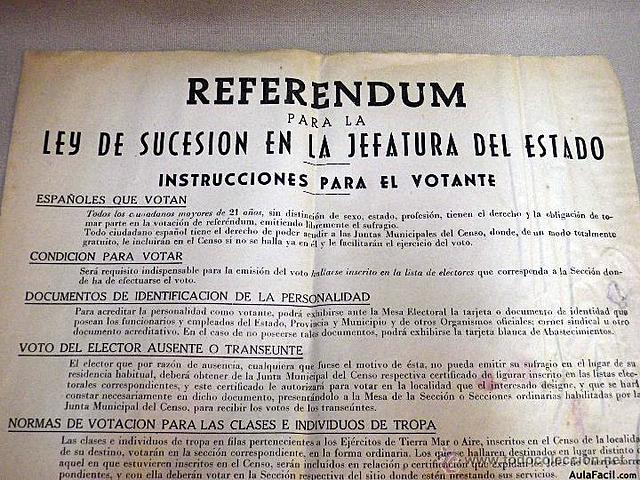 REFERENDUM
PARA LA
LEY DE SUCESION EN LA JEFATURA DEL ESTADO
INSTRUCCIONES PARA EL VOTANTE
ESPAÑOLES QUE VOTAN
Todos los ciudadanos mayores de 21 años, sin distinción de sexo, estado, profesión, tienen el derecho y la obligación de to-
mar parte en la votación de referéndum, emitiendo libremente el sufragio.
Todo ciudadano español tiene el derecho de poder acudir a las Juntas Municipales del Censo, donde, de un modo totalmente
gratuito, le incluirán en el Censo si no se halla ya en él y le facilitarán el ejercicio del voto.
CONDICION PARA VOTAR
Será requisito indispensable para la emisión del voto hallarse inscrito en la lista de electores que corresponda a la Sección don-
de ha de efectuarse el voto.
DOCUMENTOS DE IDENTIFICACION DE LA PERSONALIDAD
Para acreditar la personalidad como votante, podrá exhibirse ante la Mesa Electoral la tarjeta o documento de identidad que
posean los funcionarios y empleados del Estado, Provincia y Municipio y de otros Organismos oficiales; carnet sindical u otro
documento acreditativo. En el caso de no poseerse tales documentos, podrá exhibirse la tarjeta blanca de Abastecimientos.
VOTO DEL ELECTOR AUSENTE O TRANSEUNTE
El elector que por razón de ausencia, cualquiera que fuese el motivo de ésta, no pueda emitir su sufragio en el lugar de su
residencia habitual, deberá obtener de la Junta Municipal del Censo respectiva certificado de figurar inscrito en las listas elec-
torales correspondientes, y este certificado le autorizará para votar en la localidad que el interesado designe, y que se hará
constar necesariamente en dicho documento, presentándolo a la Mesa de la Sección o Secciones ordinarias habilitadas por la
Junta Municipal del Censo, para recibir los votos de los transeúntes.
NORMAS DE VOTACION PARA LAS CLASES E INDIVIDUOS DE TROPA
Las clases e individuos de tropa en filas pertenecientes a los Ejércitos de Tierra Mar o Aire, inscritos en el Censo de la localidad
de su destino, votarán en la sección correspondiente, en la forma ordinaria. Los que se hallaren destinados en lugar distinto de
aquel en que estuvieren inscritos en el Censo, serán incluidos en relación o certificado que expidan
pondientes, y con ella deberán votar en la Sección respectiva del sitio donde estén prestando sus servicios.
todocoleccion.net
AulaFacil.com